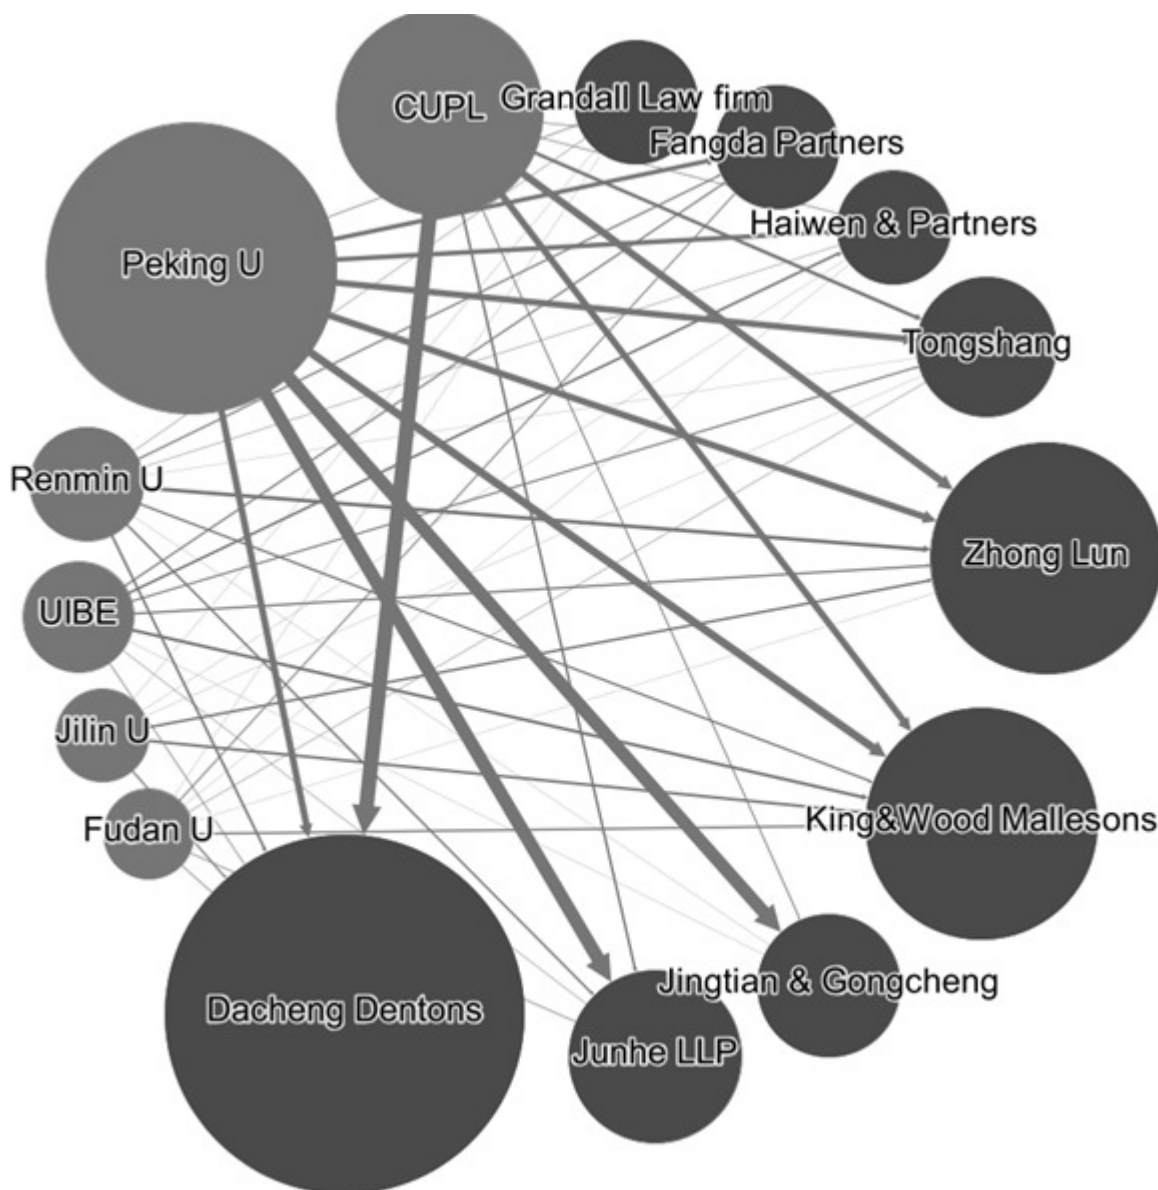 CUPL
Grandall Law firm
Fangda Partners
Haiwen & Partners
Peking U
Tongshang
Renmin U
Zhong Lun
UIBE
Jilin U
Fudan U
King&Wood Mallesons
Jingtian & Gongcheng
Dacheng Dentons
Junhe LLP